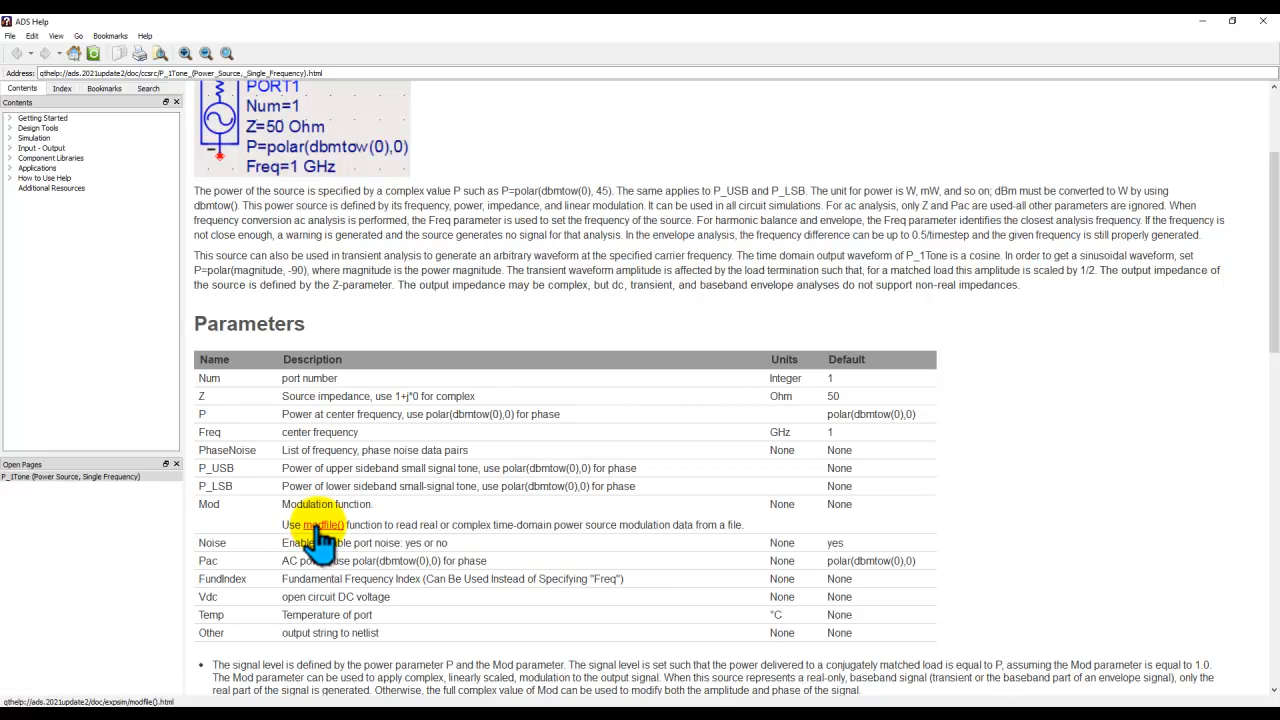 ADS Help
File Edit View Go Bookmarks Help
Address: qthelp://ads.2021update2/doc/ccsrc/P_1Tone_(Power_Source,_Single_Frequency).html
Contents Index Bookmarks Search
Contents
Getting Started
Design Tools
Simulation
Input - Output
Component Libraries
Applications
How to Use Help
Additional Resources
Open Pages
P_1Tone (Power Source, Single Frequency)
PORT1
Num=1
Z=50 Ohm
P=polar(dbmtow(0),0)
Freq=1 GHz
The power of the source is specified by a complex value P such as P=polar(dbmtow(0), 45). The same applies to P_USB and P_LSB. The unit for power is W, mW, and so on; dBm must be converted to W by using
dbmtow(). This power source is defined by its frequency, power, impedance, and linear modulation. It can be used in all circuit simulations. For ac analysis, only Z and Pac are used-all other parameters are ignored. When
frequency conversion ac analysis is performed, the Freq parameter is used to set the frequency of the source. For harmonic balance and envelope, the Freq parameter identifies the closest analysis frequency. If the frequency is
not close enough, a warning is generated and the source generates no signal for that analysis. In the envelope analysis, the frequency difference can be up to 0.5/timestep and the given frequency is still properly generated.
This source can also be used in transient analysis to generate an arbitrary waveform at the specified carrier frequency. The time domain output waveform of P_1Tone is a cosine. In order to get a sinusoidal waveform, set
P=polar(magnitude, -90), where magnitude is the power magnitude. The transient waveform amplitude is affected by the load termination such that, for a matched load this amplitude is scaled by 1/2. The output impedance of
the source is defined by the Z-parameter. The output impedance may be complex, but dc, transient, and baseband envelope analyses do not support non-real impedances.
Parameters
Name Description Units Default
Num port number Integer 1
Z Source impedance, use 1+j*0 for complex Ohm 50
P Power at center frequency, use polar(dbmtow(0),0) for phase polar(dbmtow(0),0)
Freq center frequency GHz 1
PhaseNoise List of frequency, phase noise data pairs None None
P_USB Power of upper sideband small signal tone, use polar(dbmtow(0),0) for phase None
P_LSB Power of lower sideband small-signal tone, use polar(dbmtow(0),0) for phase None
Mod Modulation function. None None
Use modfile() function to read real or complex time-domain power source modulation data from a file.
Noise port noise: yes or no None yes
Pac AC use polar(dbmtow(0),0) for phase None polar(dbmtow(0),0)
FundIndex Fundamental Frequency Index (Can Be Used Instead of Specifying "Freq") None None
Vdc open circuit DC voltage None None
Temp Temperature of port °C None
Other output string to netlist None None
• The signal level is defined by the power parameter P and the Mod parameter. The signal level is set such that the power delivered to a conjugately matched load is equal to P, assuming the Mod parameter is equal to 1.0.
The Mod parameter can be used to apply complex, linearly scaled, modulation to the output signal. When this source represents a real-only, baseband signal (transient or the baseband part of an envelope signal), only the
real part of the signal is generated. Otherwise, the full complex value of Mod can be used to modify both the amplitude and phase of the signal.
qthelp://ads.2021update2/doc/expsim/modfile().html